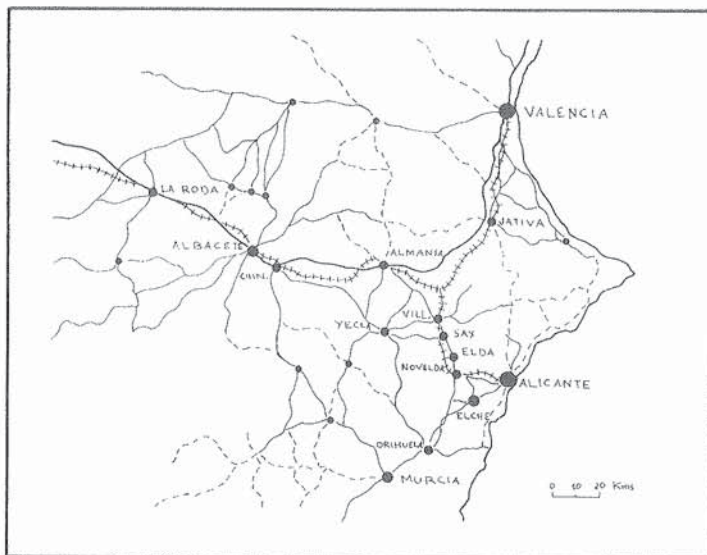 VALENCIA
LA RODA
JATIVA
ALBACETE
ALMANSA
CHIN.
VILL.
YECLA
SAX
ELDA
NOVELDA
ALICANTE
ELCHE
ORIHUELA
MURCIA
0 10 20 Kms